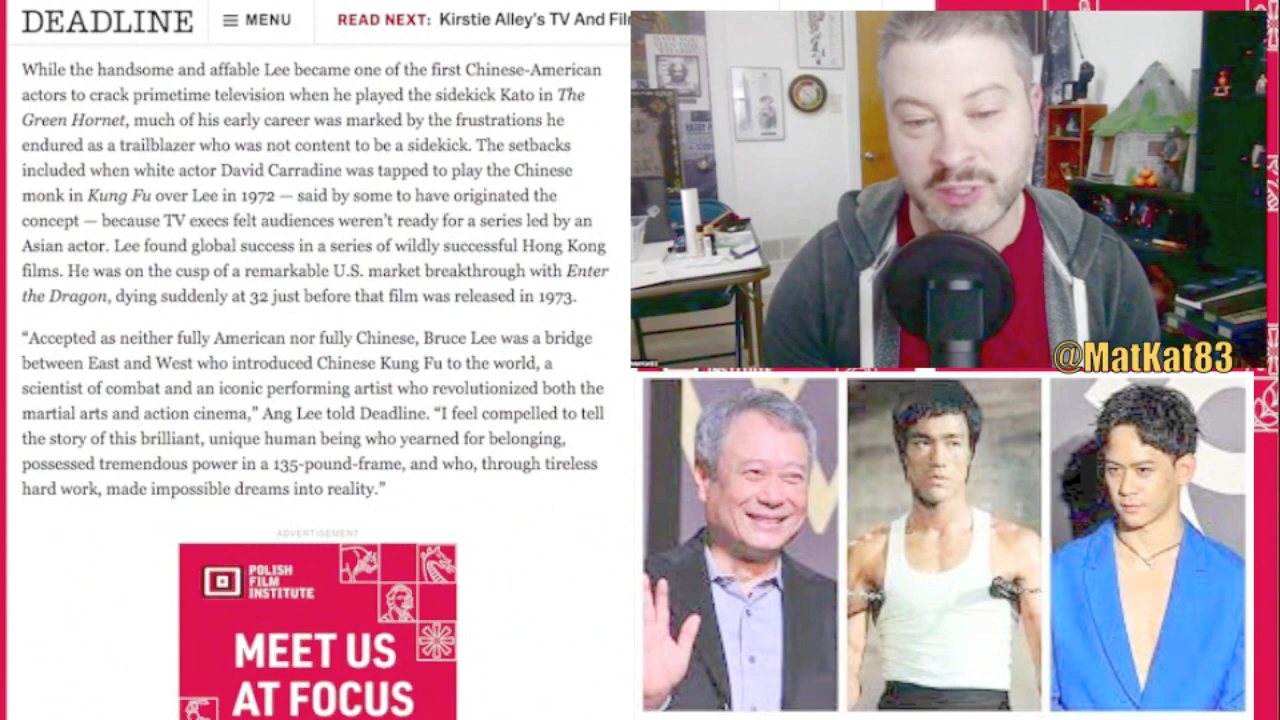 DEADLINE
MENU
READ NEXT: Kirstie Alley's TV And Fil
While the handsome and affable Lee became one of the first Chinese-American
actors to crack primetime television when he played the sidekick Kato in The
Green Hornet, much of his early career was marked by the frustrations he
endured as a trailblazer who was not content to be a sidekick. The setbacks
included when white actor David Carradine was tapped to play the Chinese
monk in Kung Fu over Lee in 1972 — said by some to have originated the
concept — because TV execs felt audiences weren't ready for a series led by an
Asian actor. Lee found global success in a series of wildly successful Hong Kong
films. He was on the cusp of a remarkable U.S. market breakthrough with Enter
the Dragon, dying suddenly at 32 just before that film was released in 1973.
“Accepted as neither fully American nor fully Chinese, Bruce Lee was a bridge
between East and West who introduced Chinese Kung Fu to the world, a
scientist of combat and an iconic performing artist who revolutionized both the
martial arts and action cinema,” Ang Lee told Deadline. “I feel compelled to tell
the story of this brilliant, unique human being who yearned for belonging,
possessed tremendous power in a 135-pound-frame, and who, through tireless
hard work, made impossible dreams into reality.”
ADVERTISEMENT
POLISH
FILM
INSTITUTE
MEET US
AT FOCUS
@MatKat83